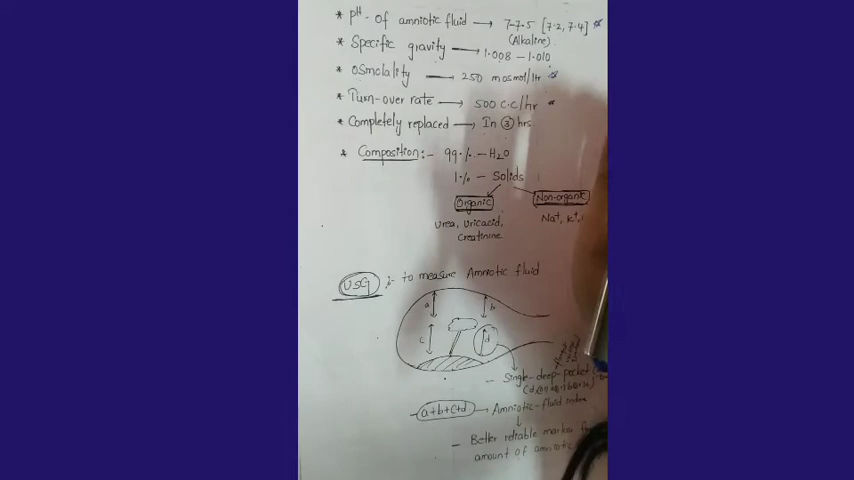 * pH - of amniotic fluid → 7-7.5 [7.2, 7.4]
(Alkaline)
* Specific gravity → 1.008 - 1.010
* Osmolality → 250 mosmol/ltr
* Turn-over rate → 500 c.c/hr
* Completely replaced → In 3 hrs.
* Composition:- 99.% - H2O
1.% - Solids
Organic Non-organic
Urea, Uricacid, Na+, K+,
Creatinine
USG :- to measure Amniotic fluid
a b
c d
- Single-deep-pocket
a+b+c+d → Amniotic-fluid index
- Better reliable marker
amount of amniotic